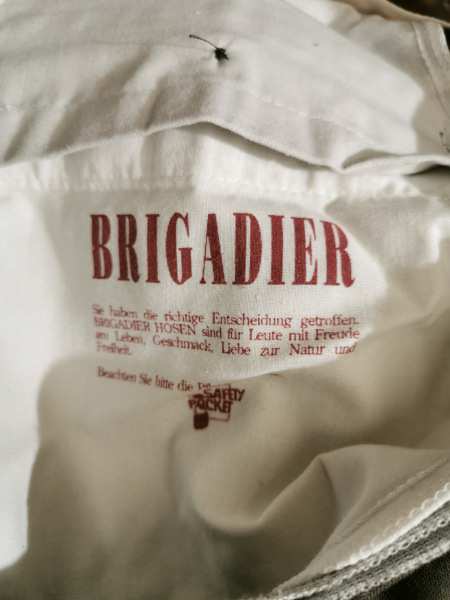 BRIGADIER
Sie haben die richtige Entscheidung getroffen.
BRIGADIER HOSEN sind für Leute mit Freude
am Leben, Geschmack, Liebe zur Natur und
Freiheit.
Beachten Sie bitte die
SAFETY
POCKET